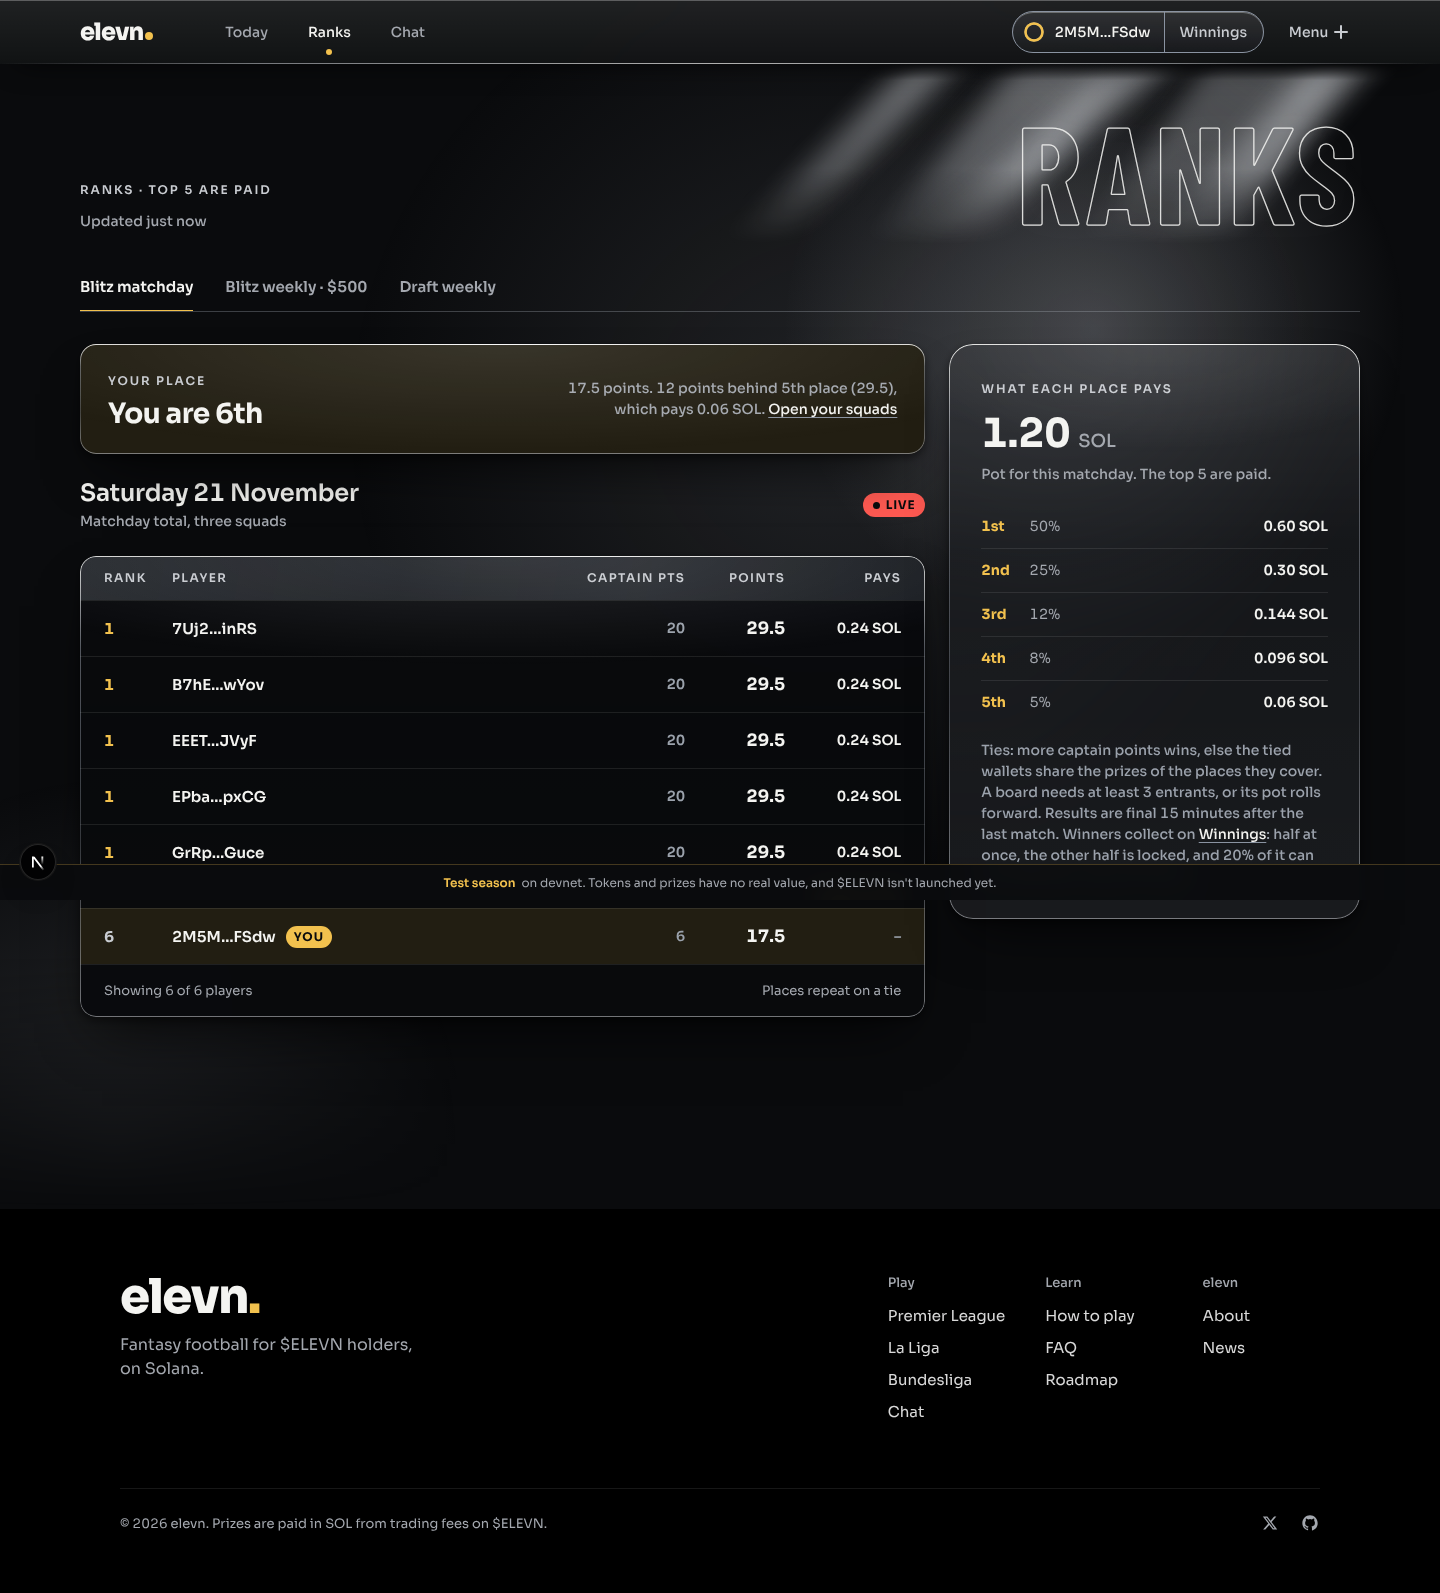 elevn.
Today
Ranks
Chat
2M5M...FSdw
Winnings
Menu
RANKS
RANKS · TOP 5 ARE PAID
Updated just now
Blitz matchday
Blitz weekly · $500
Draft weekly
YOUR PLACE
You are 6th
17.5 points. 12 points behind 5th place (29.5),
which pays 0.06 SOL. Open your squads
Saturday 21 November
Matchday total, three squads
LIVE
RANK PLAYER CAPTAIN PTS POINTS PAYS
1 7Uj2...inRS 20 29.5 0.24 SOL
1 B7hE...wYov 20 29.5 0.24 SOL
1 EEET...JVyF 20 29.5 0.24 SOL
1 EPba...pxCG 20 29.5 0.24 SOL
1 GrRp...Guce 20 29.5 0.24 SOL
6 2M5M...FSdw YOU 6 17.5 –
Showing 6 of 6 players
Places repeat on a tie
WHAT EACH PLACE PAYS
1.20 SOL
Pot for this matchday. The top 5 are paid.
1st 50% 0.60 SOL
2nd 25% 0.30 SOL
3rd 12% 0.144 SOL
4th 8% 0.096 SOL
5th 5% 0.06 SOL
Ties: more captain points wins, else the tied
wallets share the prizes of the places they cover.
A board needs at least 3 entrants, or its pot rolls
forward. Results are final 15 minutes after the
last match. Winners collect on Winnings: half at
once, the other half is locked, and 20% of it can
N
Test season on devnet. Tokens and prizes have no real value, and $ELEVN isn't launched yet.
elevn.
Fantasy football for $ELEVN holders,
on Solana.
Play
Premier League
La Liga
Bundesliga
Chat
Learn
How to play
FAQ
Roadmap
elevn
About
News
© 2026 elevn. Prizes are paid in SOL from trading fees on $ELEVN.